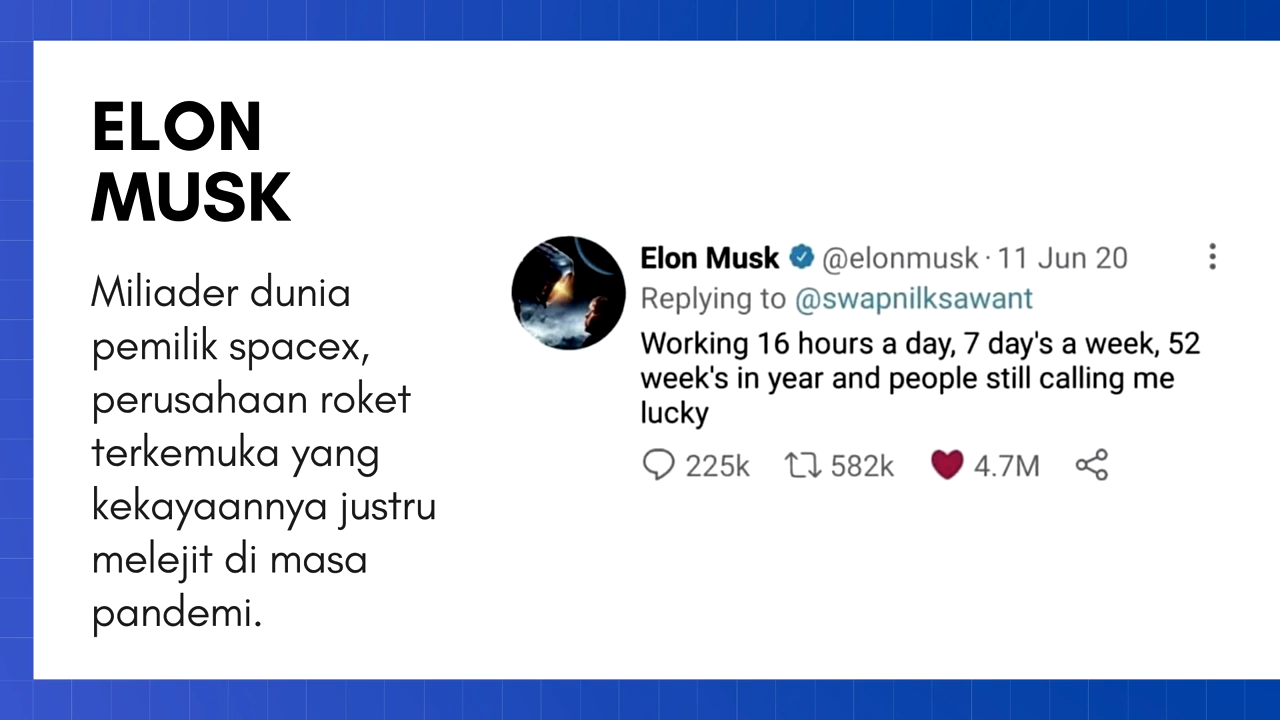 ELON
MUSK
Miliader dunia
pemilik spacex,
perusahaan roket
terkemuka yang
kekayaannya justru
melejit di masa
pandemi.
Elon Musk @elonmusk · 11 Jun 20
Replying to @swapnilksawant
Working 16 hours a day, 7 day's a week, 52
week's in year and people still calling me
lucky
225k 582k 4.7M